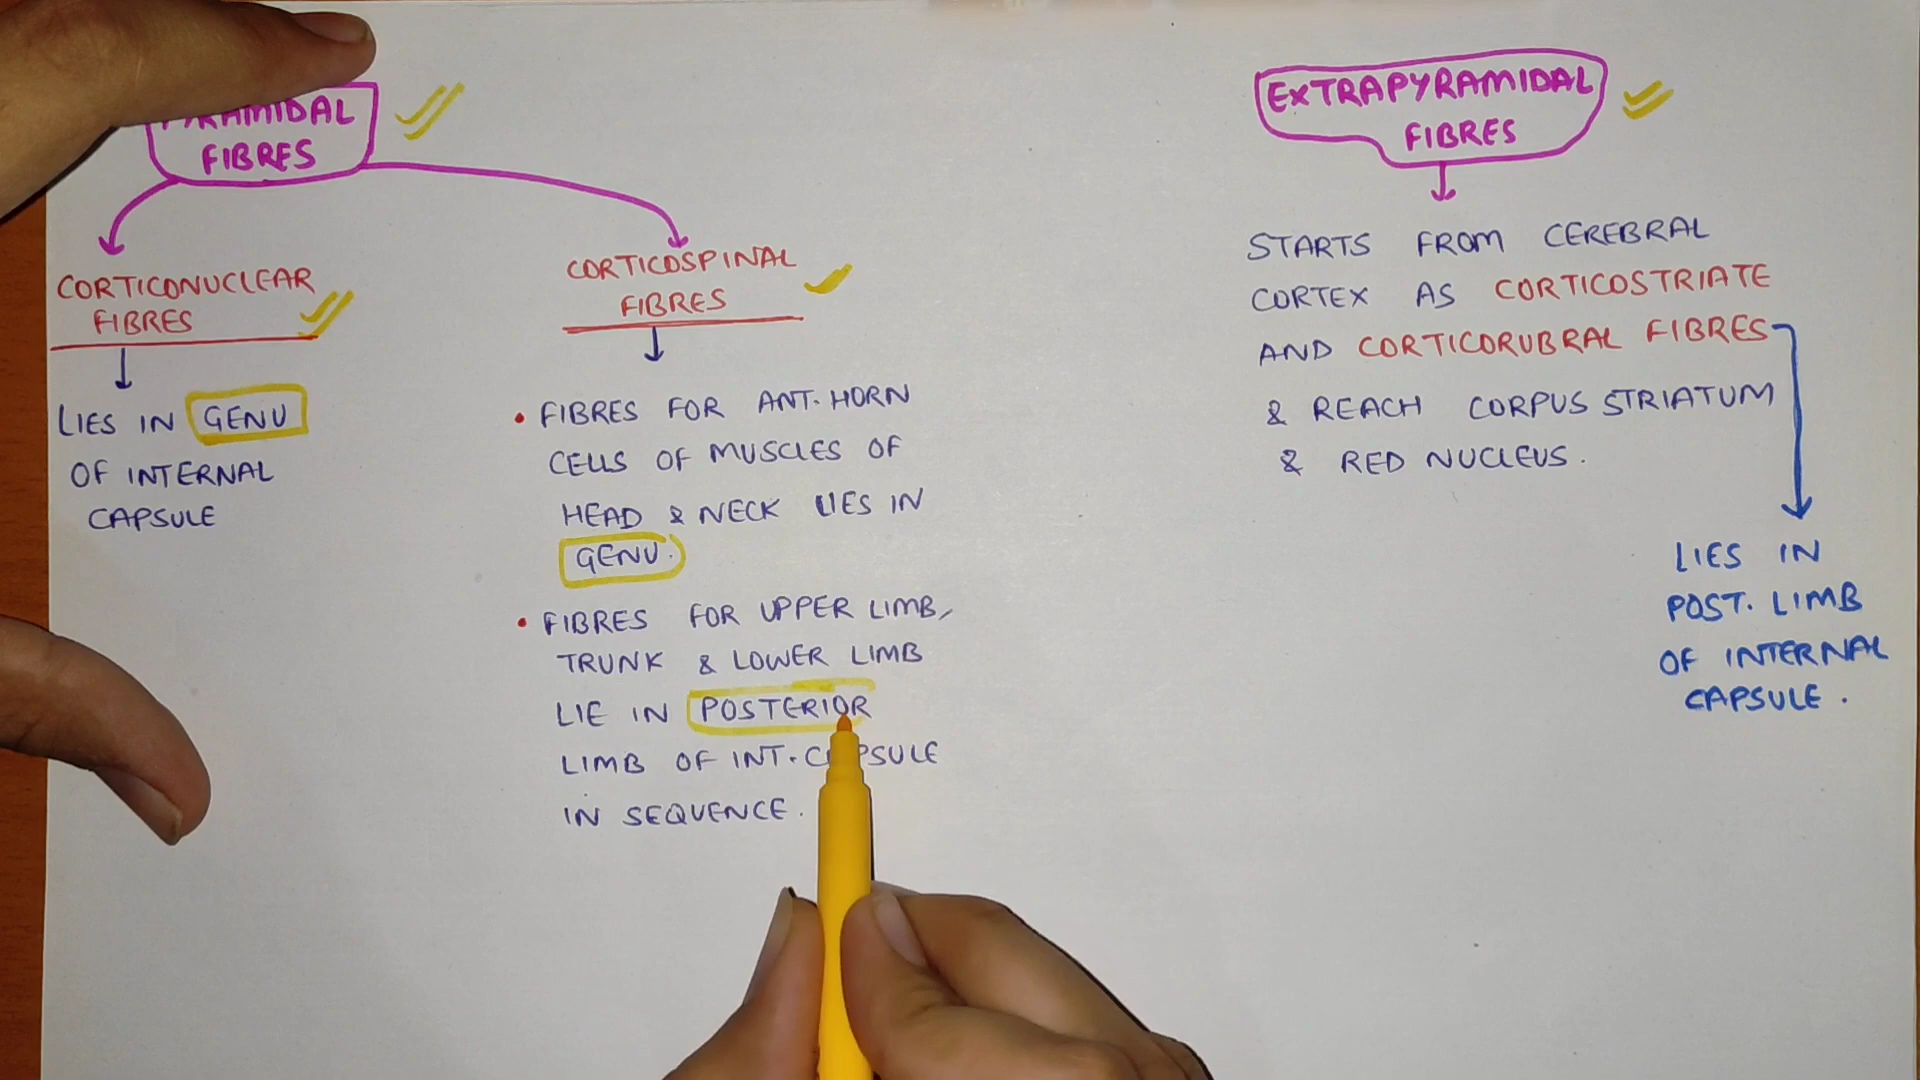 PYRAMIDAL
FIBRES
CORTICONUCLEAR
FIBRES
LIES IN GENU
OF INTERNAL
CAPSULE
CORTICOSPINAL
FIBRES
• FIBRES FOR ANT. HORN
CELLS OF MUSCLES OF
HEAD & NECK LIES IN
GENU.
• FIBRES FOR UPPER LIMB,
TRUNK & LOWER LIMB
LIE IN POSTERIOR
LIMB OF INT. CAPSULE
IN SEQUENCE.
EXTRAPYRAMIDAL
FIBRES
STARTS FROM CEREBRAL
CORTEX AS CORTICOSTRIATE
AND CORTICORUBRAL FIBRES
& REACH CORPUS STRIATUM
& RED NUCLEUS.
LIES IN
POST. LIMB
OF INTERNAL
CAPSULE.